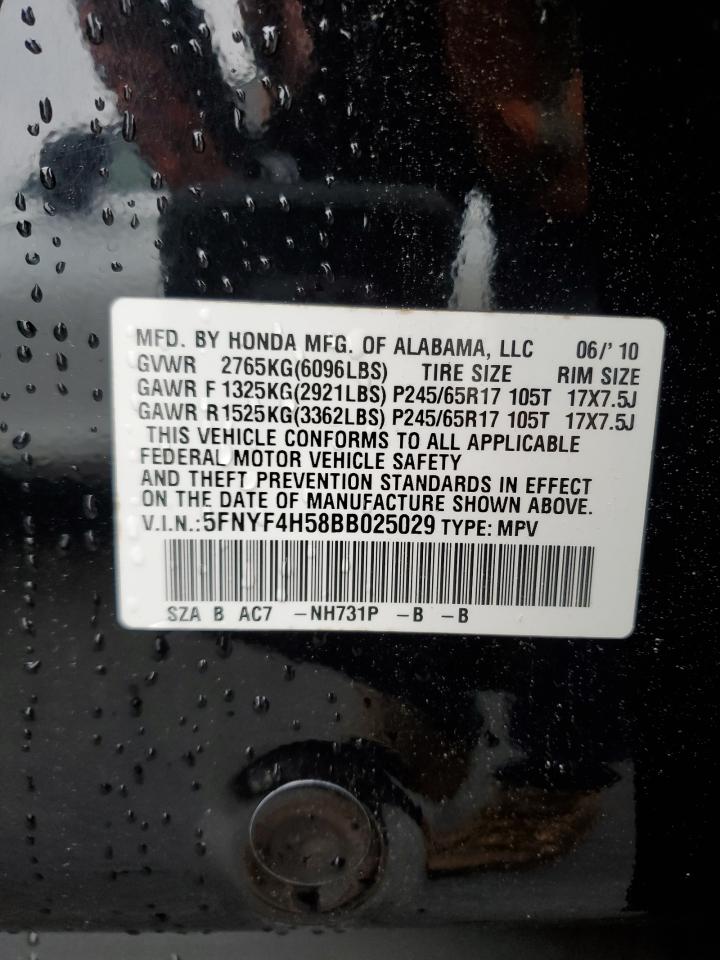 MFD. BY HONDA MFG. OF ALABAMA, LLC 06/' 10
GVWR 2765KG(6096LBS) TIRE SIZE RIM SIZE
GAWR F 1325KG(2921LBS) P245/65R17 105T 17X7.5J
GAWR R1525KG(3362LBS) P245/65R17 105T 17X7.5J
THIS VEHICLE CONFORMS TO ALL APPLICABLE
FEDERAL MOTOR VEHICLE SAFETY
AND THEFT PREVENTION STANDARDS IN EFFECT
ON THE DATE OF MANUFACTURE SHOWN ABOVE.
V.I.N.:5FNYF4H58BB025029 TYPE: MPV
SZA B AC7 –NH731P –B –B